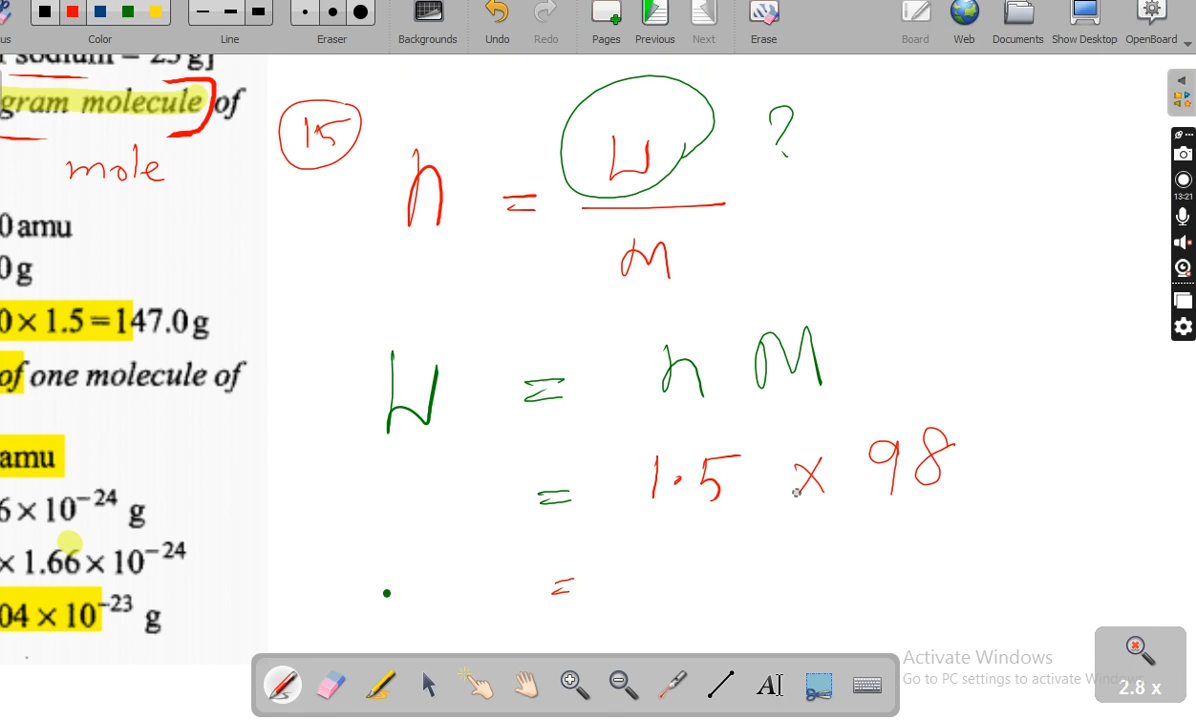 Color Line Eraser Backgrounds Undo Redo Pages Previous Next Erase Board Web Documents Show Desktop OpenBoard
gram molecule of
mole
0 amu
0 g
0 × 1.5 = 147.0 g
of one molecule of
amu
6 × 10⁻²⁴ g
× 1.66 × 10⁻²⁴
04 × 10⁻²³ g
15
n = W / M ?
W = n M
= 1.5 × 98
=
13:21
Activate Windows
Go to PC settings to activate
2.8 x